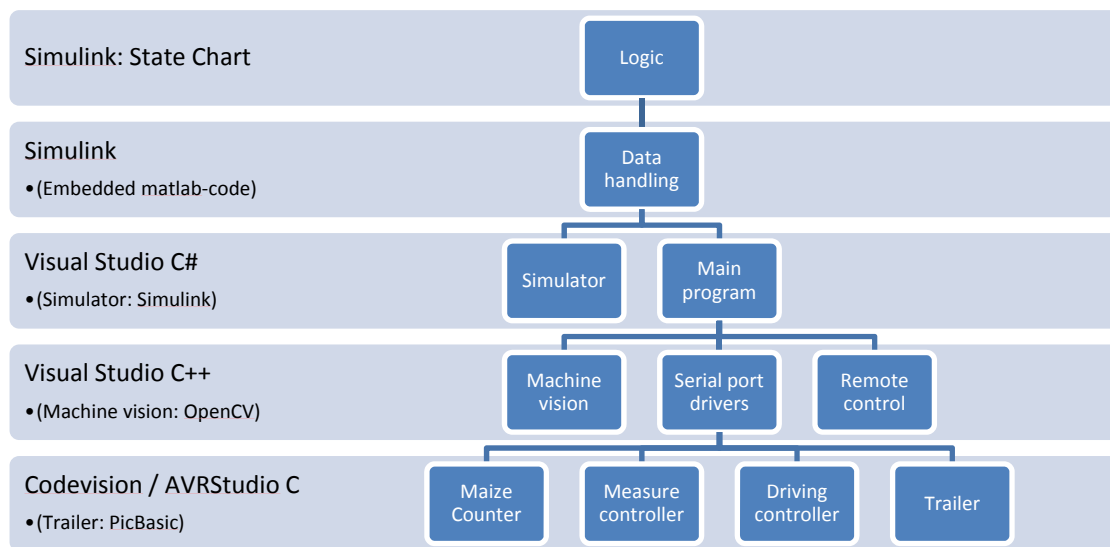 Simulink: State Chart
Logic
Simulink
•(Embedded matlab-code)
Data
handling
Visual Studio C#
•(Simulator: Simulink)
Simulator
Main
program
Visual Studio C++
•(Machine vision: OpenCV)
Machine
vision
Serial port
drivers
Remote
control
Codevision / AVRStudio C
•(Trailer: PicBasic)
Maize
Counter
Measure
controller
Driving
controller
Trailer